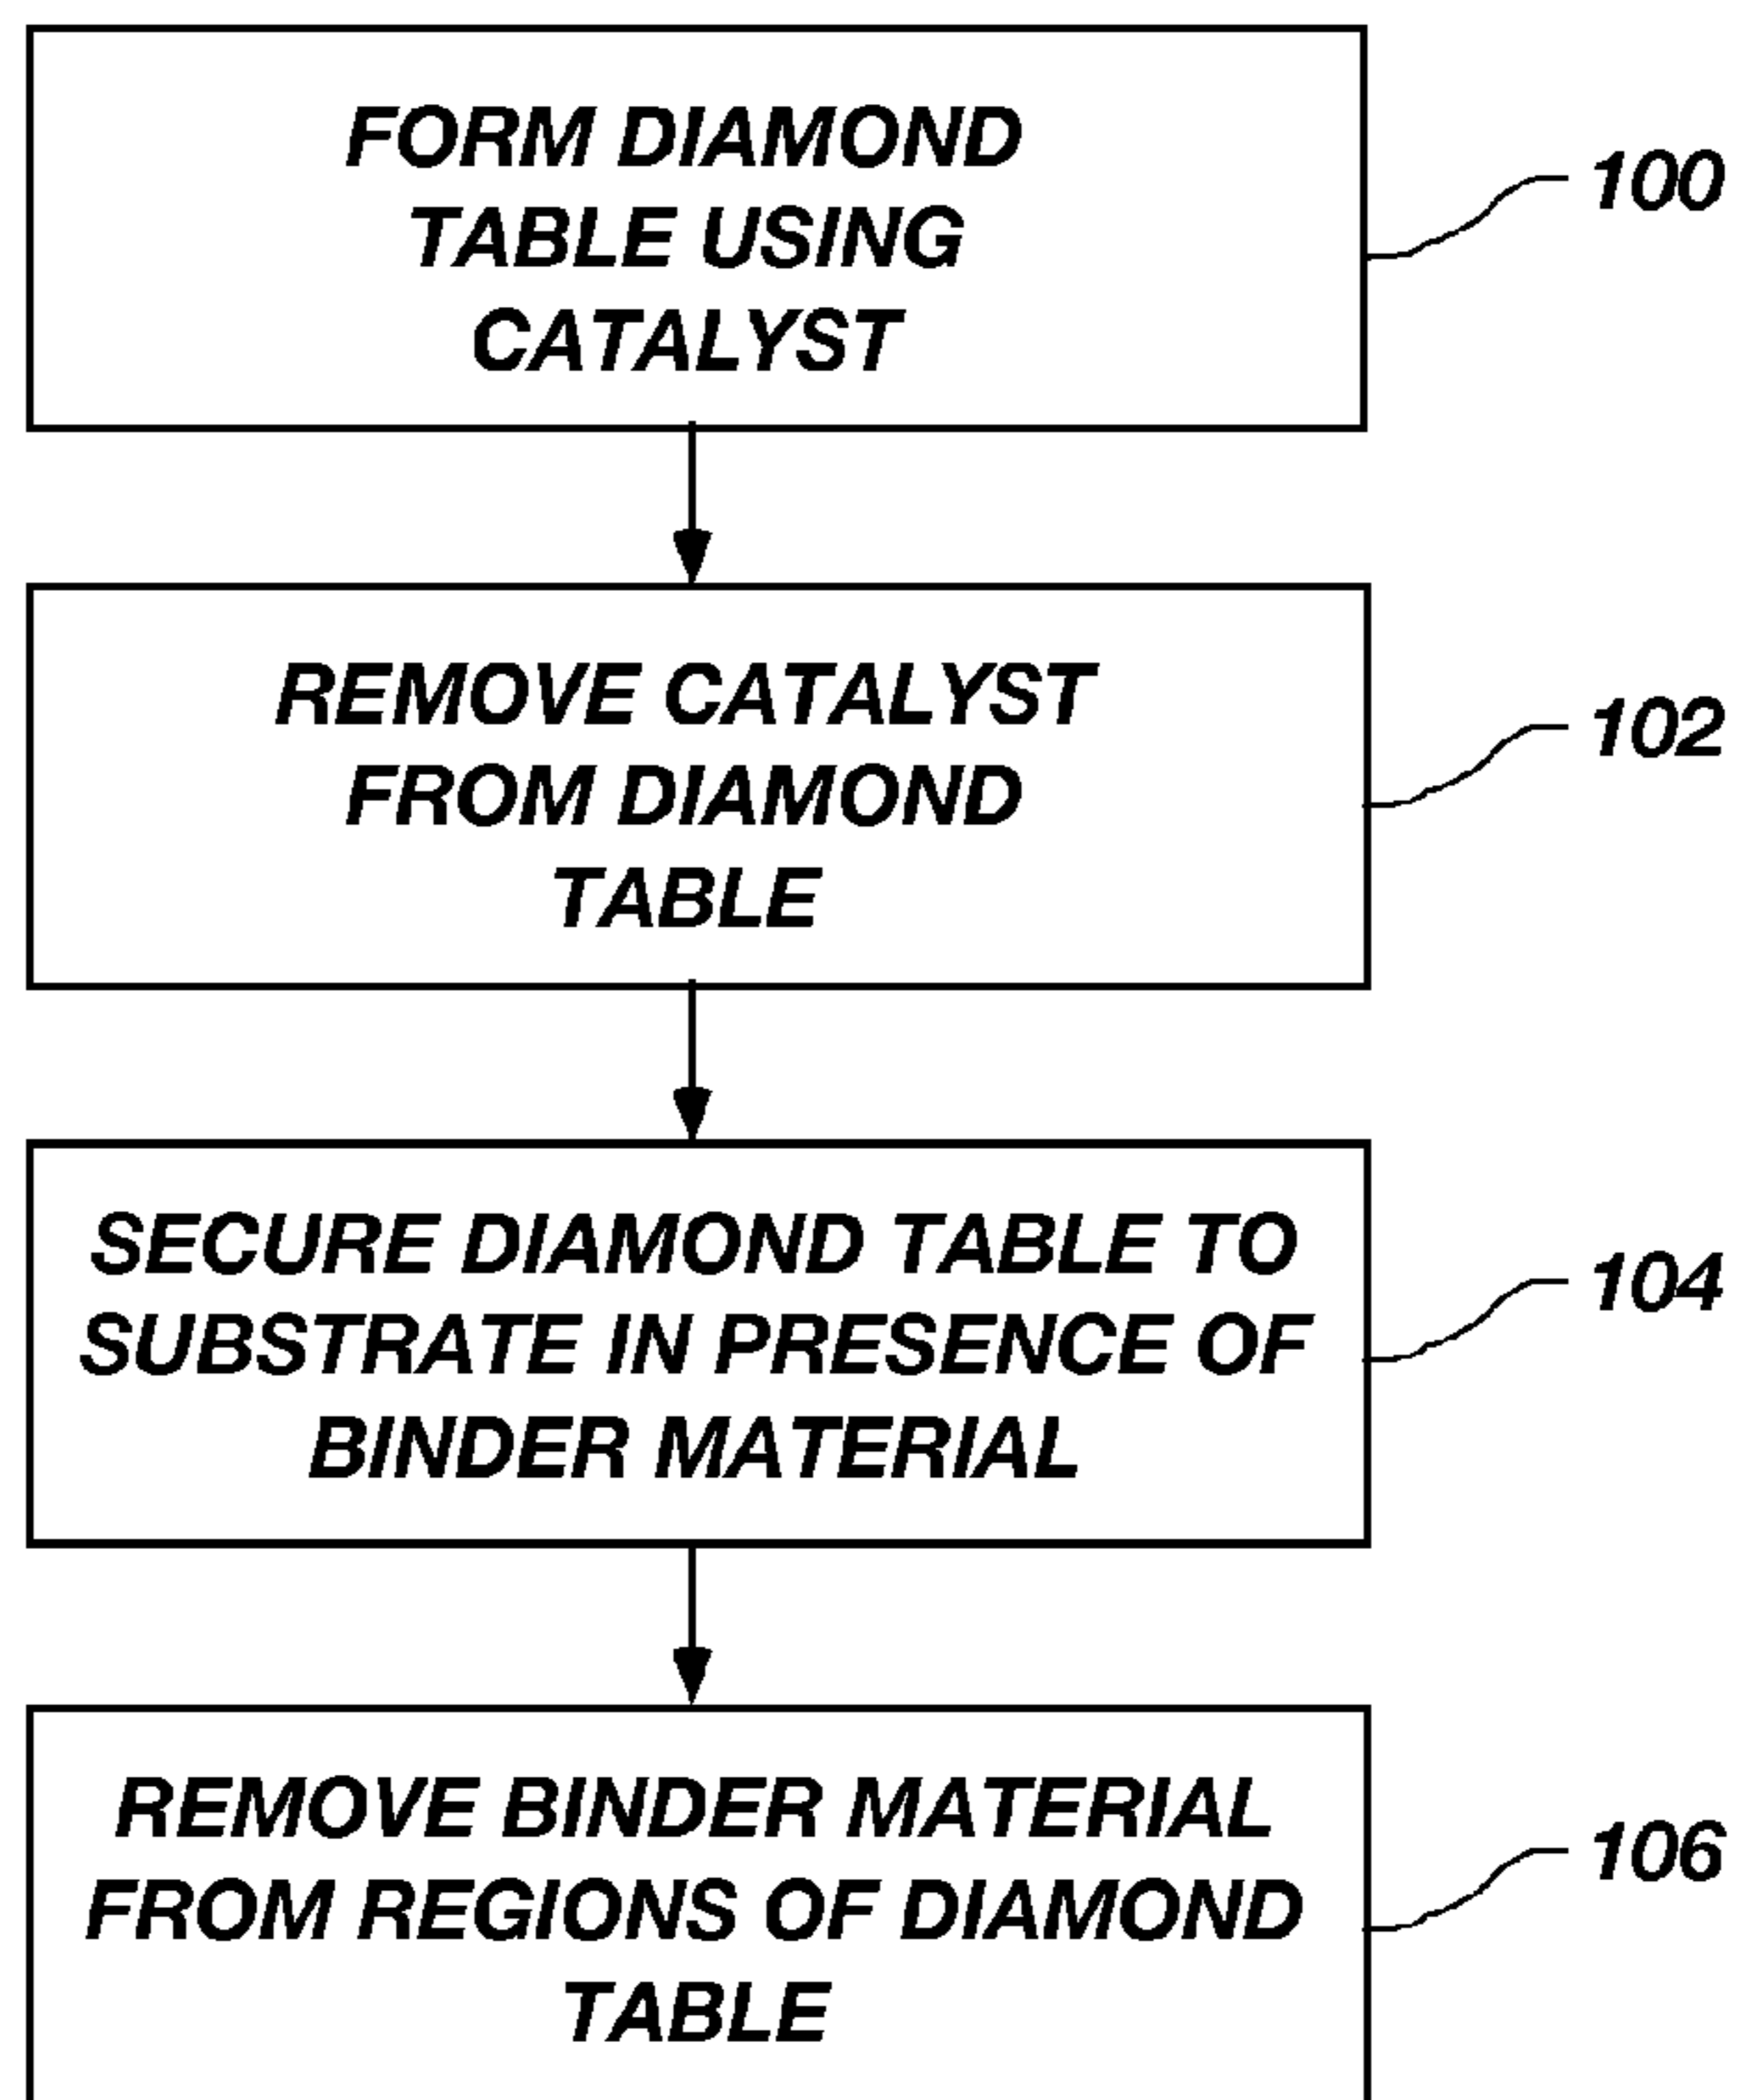 FORM DIAMOND
TABLE USING
CATALYST
100
REMOVE CATALYST
FROM DIAMOND
TABLE
102
SECURE DIAMOND TABLE TO
SUBSTRATE IN PRESENCE OF
BINDER MATERIAL
104
REMOVE BINDER MATERIAL
FROM REGIONS OF DIAMOND
TABLE
106